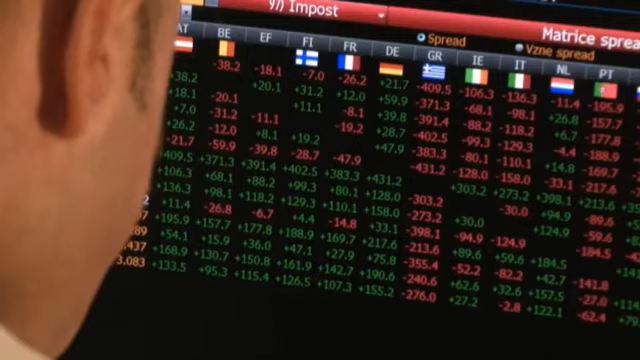 97) Impost
Matrice sprea
Spread
Vzne spread
AT BE EF FI FR DE GR IE IT NL PT
-38.2 -18.1 -7.0 -26.2 +21.7 -409.5 -106.3 -136.3 -11.4 -195.9
+38.2 +20.1 +31.2 +12.0 +59.9 -371.3 -68.1 -98.1 +26.8 -157.7
+18.1 -20.1 +11.1 -8.1 +39.8 -391.4 -88.2 -118.2 +6.7 -177.8
+7.0 -31.2 -11.1 -19.2 +28.7 -402.5 -99.3 -129.3 -4.4 -188.9
+26.2 -12.0 +8.1 +19.2 +47.9 -383.3 -80.1 -110.1 +14.8 -169.7
-21.7 -59.9 -39.8 -28.7 -47.9 -431.2 -128.0 -158.0 -33.1 -217.6
+409.5 +371.3 +391.4 +402.5 +383.3 +431.2 +303.2 +273.2 +398.1 +213.6
+106.3 +68.1 +88.2 +99.3 +80.1 +128.0 -303.2 -30.0 +94.9 -89.6
+136.3 +98.1 +118.2 +129.3 +110.1 +158.0 -273.2 +30.0 +124.9 -59.6
+11.4 -26.8 -6.7 +4.4 -14.8 +33.1 -398.1 -94.9 -124.9 -184.5
+195.9 +157.7 +177.8 +188.9 +169.7 +217.6 -213.6 +89.6 +59.6 +184.5
+54.1 +15.9 +36.0 +47.1 +27.9 +75.8 -355.4 -52.2 -82.2 +42.7 -141.8
.437 +168.9 +130.7 +150.8 +161.9 +142.7 +190.6 -240.6 +62.6 +32.6 +157.5 -27.0
3.083 +133.5 +95.3 +115.4 +126.5 +107.3 +155.2 -276.0 +27.2 -2.8 +122.1 -62.4